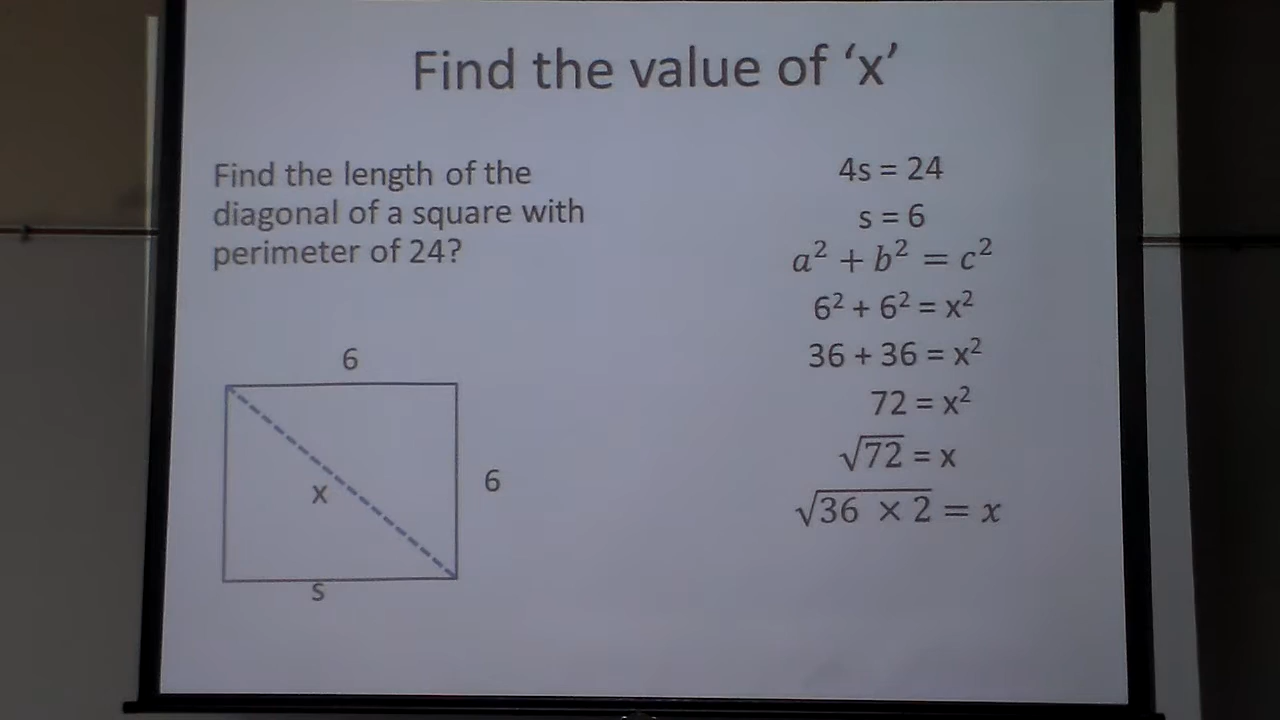 Find the value of ‘x’
Find the length of the
diagonal of a square with
perimeter of 24?
6
x
6
s
4s = 24
s = 6
a² + b² = c²
6² + 6² = x²
36 + 36 = x²
72 = x²
√72 = x
√36 × 2 = x